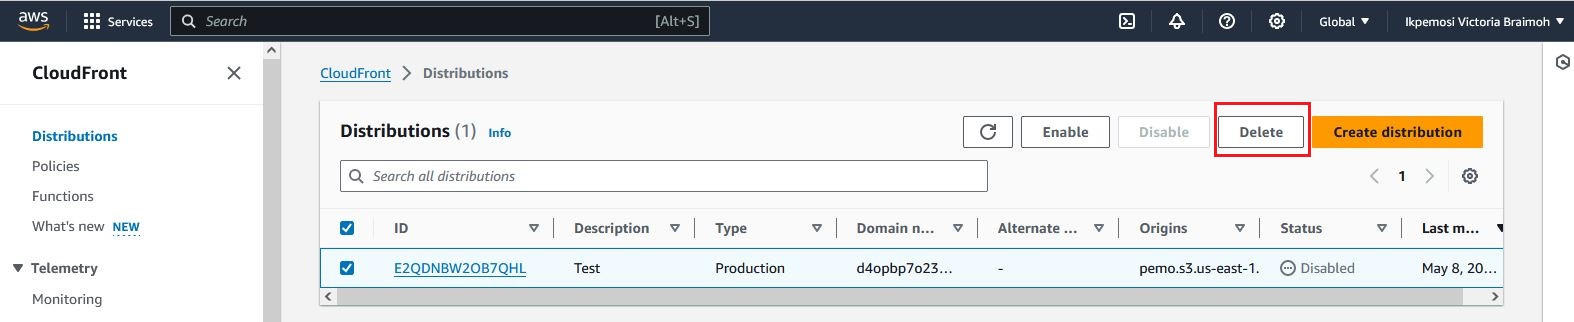 aws Services Search [Alt+S] Global Ikpemosi Victoria Braimoh
CloudFront
CloudFront Distributions
Distributions
Policies
Functions
What's new NEW
Telemetry
Monitoring
Distributions (1) Info Enable Disable Delete Create distribution
Search all distributions 1
ID Description Type Domain n... Alternate ... Origins Status Last m...
E2QDNBW2OB7QHL Test Production d4opbp7o23... - pemo.s3.us-east-1. Disabled May 8, 20...